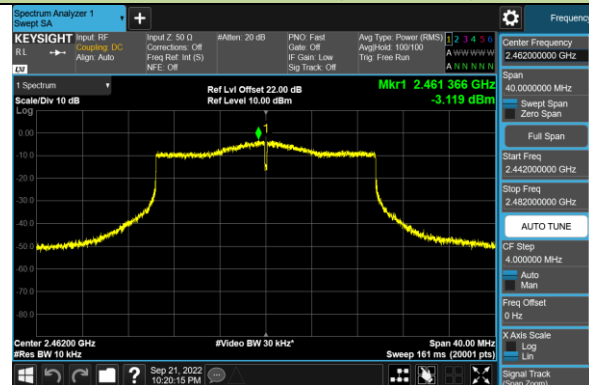 Spectrum Analyzer 1
Swept SA
Frequency
KEYSIGHT
RL
Input: RF
Coupling: DC
Align: Auto
Input Z: 50 Ω
Corrections: Off
Freq Ref: Int (S)
NFE: Off
#Atten: 20 dB
PNO: Fast
Gate: Off
IF Gain: Low
Sig Track: Off
Avg Type: Power (RMS)
Avg|Hold: 100/100
Trig: Free Run
1 2 3 4 5 6
A W W W W W
A N N N N N
1 Spectrum
Scale/Div 10 dB
Log
Ref Lvl Offset 22.00 dB
Ref Level 10.00 dBm
Mkr1 2.461 366 GHz
-3.119 dBm
0.00
-10.0
-20.0
-30.0
-40.0
-50.0
-60.0
-70.0
-80.0
1
Center 2.46200 GHz
#Res BW 10 kHz
#Video BW 30 kHz*
Span 40.00 MHz
Sweep 161 ms (20001 pts)
Center Frequency
2.462000000 GHz
Span
40.0000000 MHz
Swept Span
Zero Span
Full Span
Start Freq
2.442000000 GHz
Stop Freq
2.482000000 GHz
AUTO TUNE
CF Step
4.000000 MHz
Auto
Man
Freq Offset
0 Hz
X Axis Scale
Log
Lin
Signal Track
(Span Zoom)
Sep 21, 2022
10:20:15 PM